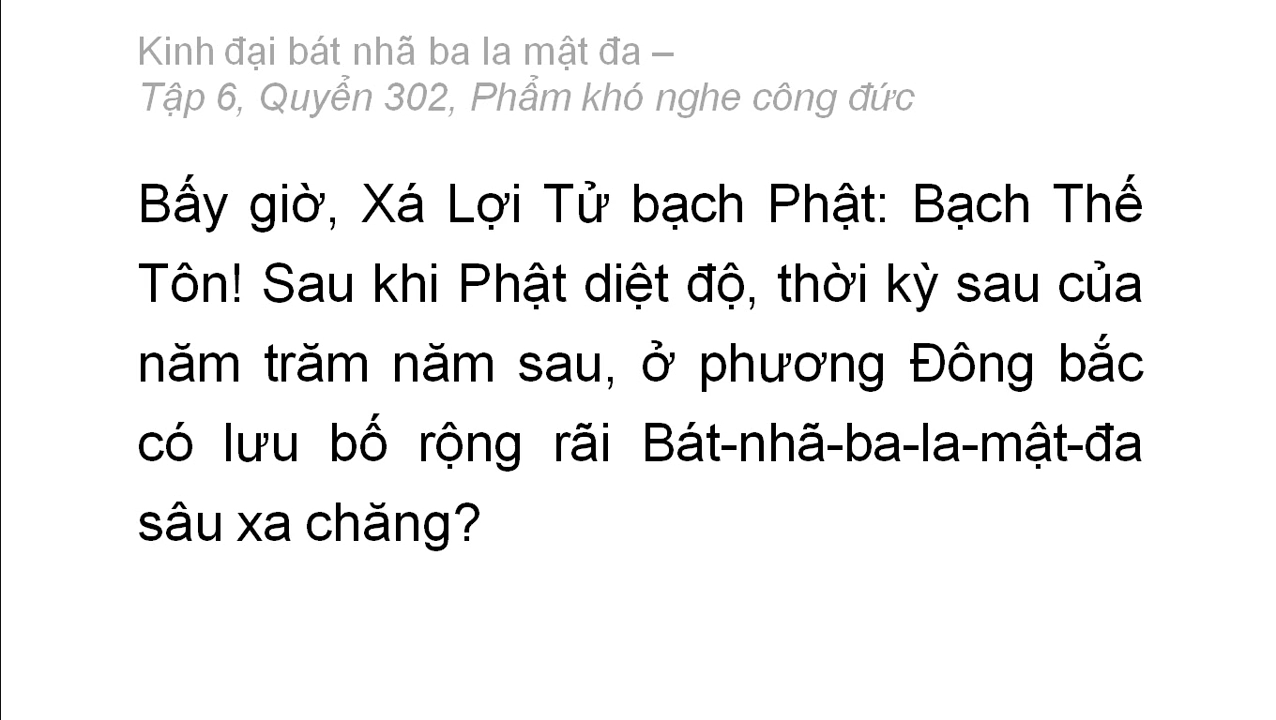 Kinh đại bát nhã ba la mật đa –
Tập 6, Quyển 302, Phẩm khó nghe công đức
Bấy giờ, Xá Lợi Tử bạch Phật: Bạch Thế
Tôn! Sau khi Phật diệt độ, thời kỳ sau của
năm trăm năm sau, ở phương Đông bắc
có lưu bố rộng rãi Bát-nhã-ba-la-mật-đa
sâu xa chăng?